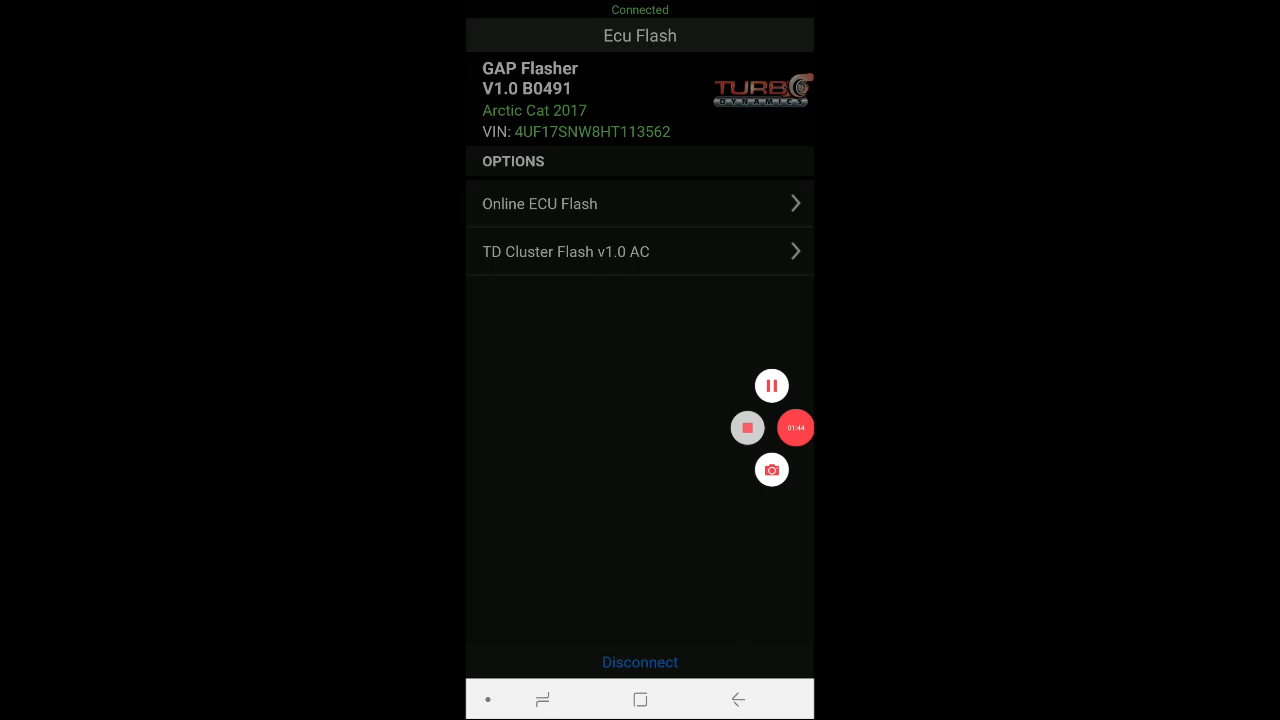 Connected
Ecu Flash
GAP Flasher
V1.0 B0491
TURBO
DYNAMICS
Arctic Cat 2017
VIN: 4UF17SNW8HT113562
OPTIONS
Online ECU Flash
TD Cluster Flash v1.0 AC
01:44
Disconnect